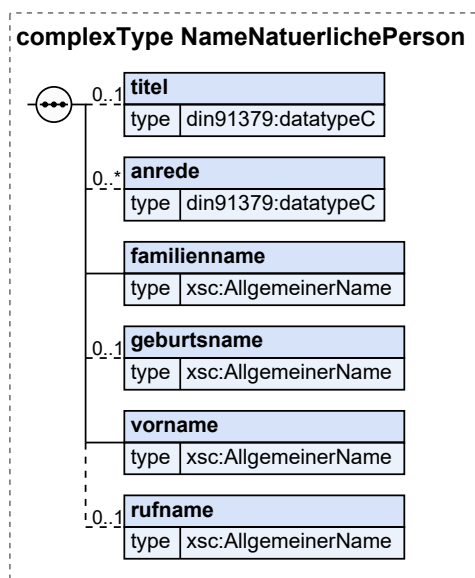 complexType NameNatuerlichePerson
0..1
titel
type din91379:datatypeC
0..*
anrede
type din91379:datatypeC
familienname
type xsc:AllgemeinerName
0..1
geburtsname
type xsc:AllgemeinerName
vorname
type xsc:AllgemeinerName
0..1
rufname
type xsc:AllgemeinerName